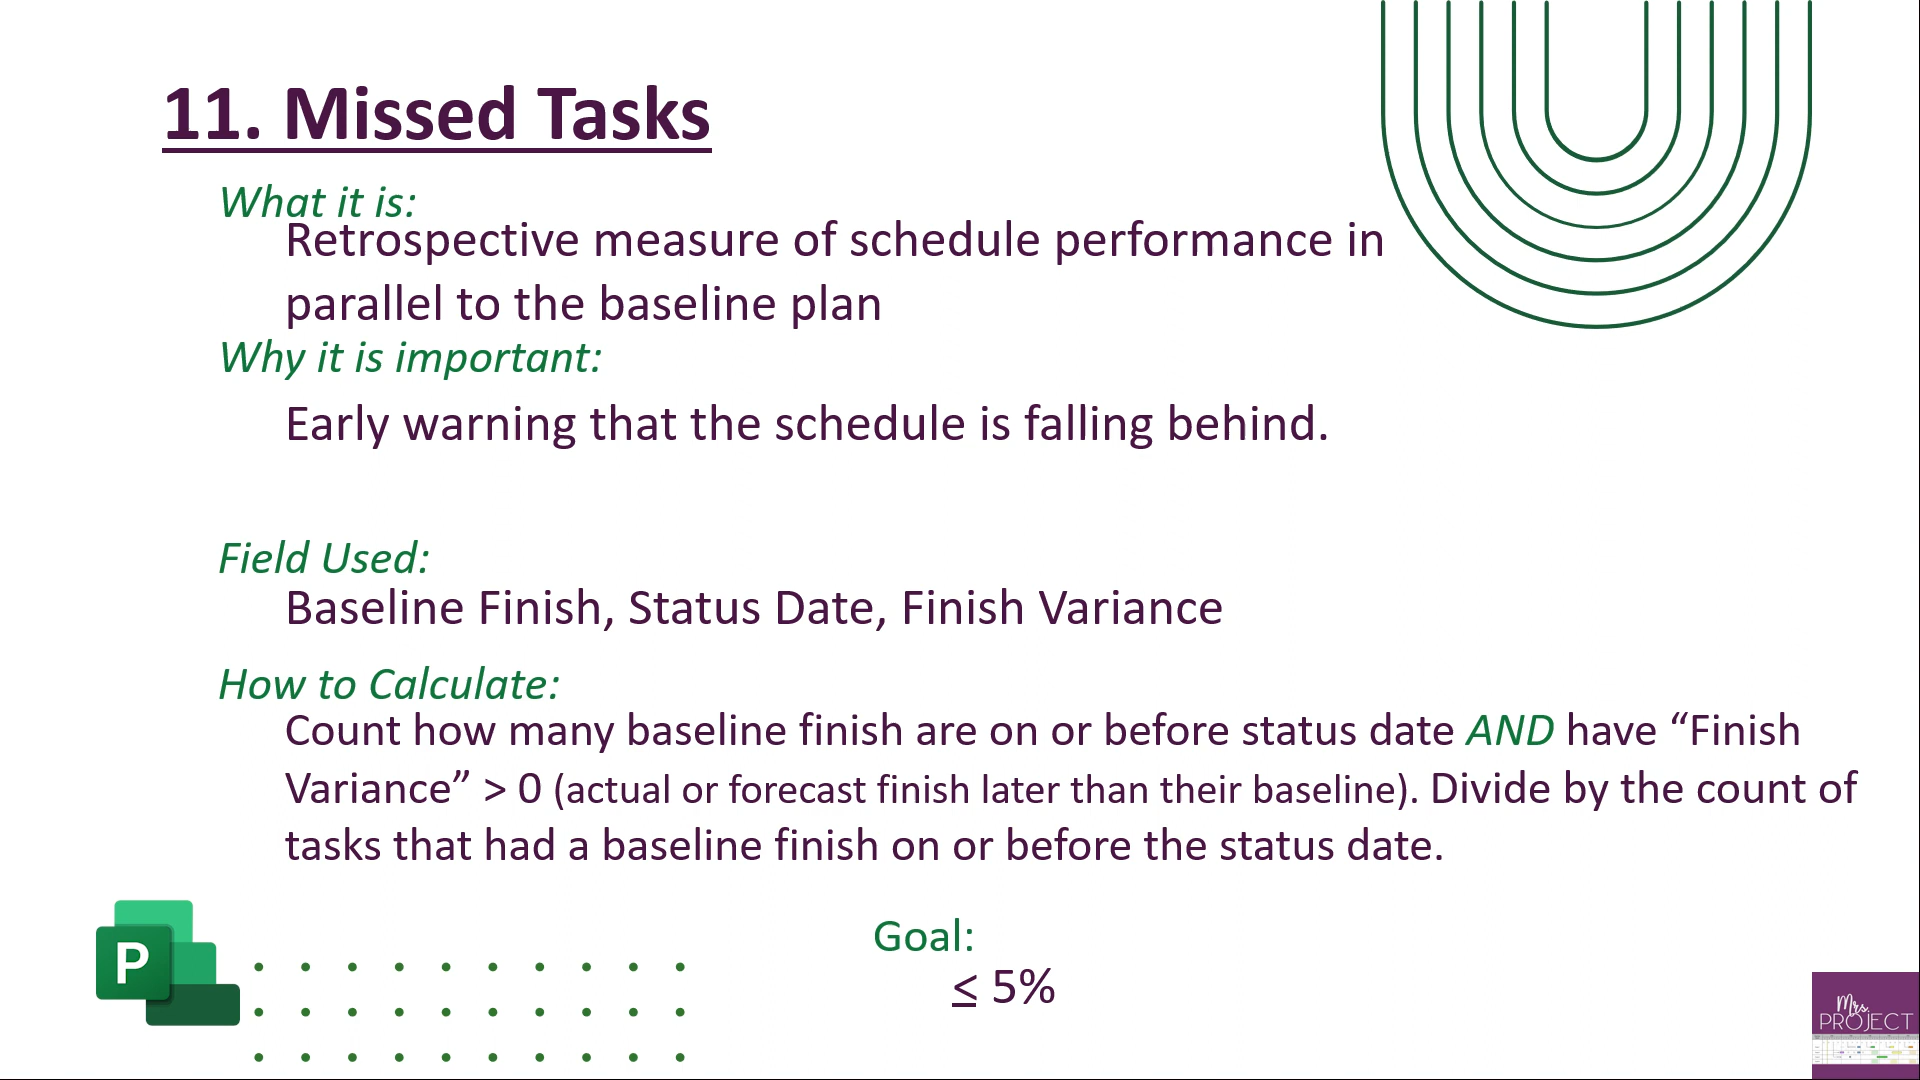 11. Missed Tasks
What it is:
Retrospective measure of schedule performance in
parallel to the baseline plan
Why it is important:
Early warning that the schedule is falling behind.
Field Used:
Baseline Finish, Status Date, Finish Variance
How to Calculate:
Count how many baseline finish are on or before status date AND have “Finish
Variance” > 0 (actual or forecast finish later than their baseline). Divide by the count of
tasks that had a baseline finish on or before the status date.
Goal:
≤ 5%
P
Mrs.
PROJECT